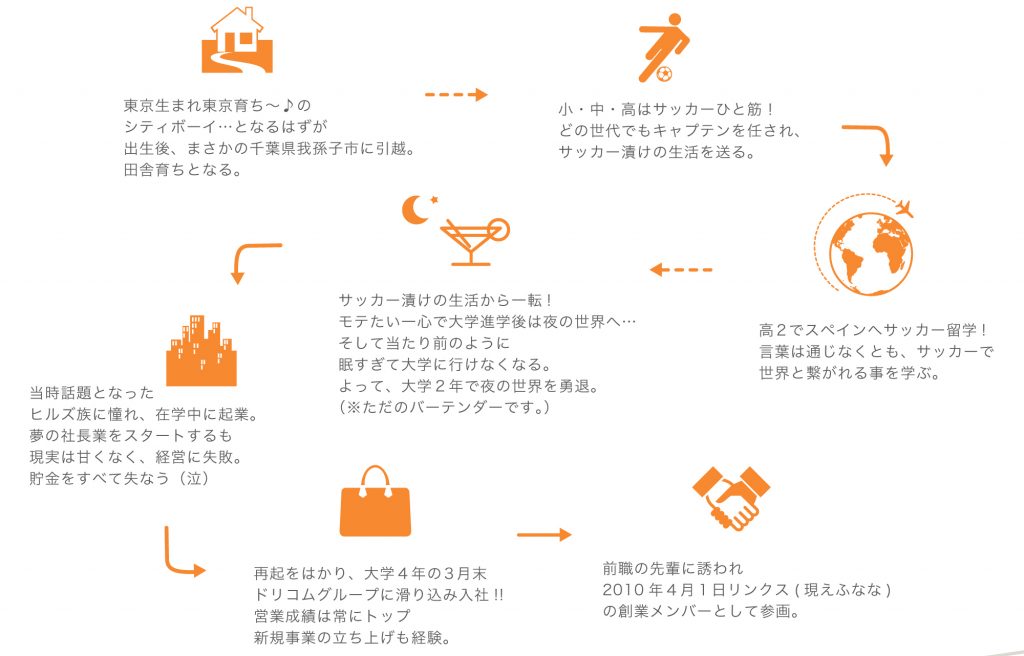 東京生まれ東京育ち〜♪の
シティボーイ…となるはずが
出生後、まさかの千葉県我孫子市に引越。
田舎育ちとなる。
小・中・高はサッカーひと筋！
どの世代でもキャプテンを任され、
サッカー漬けの生活を送る。
高２でスペインへサッカー留学！
言葉は通じなくとも、サッカーで
世界と繋がれる事を学ぶ。
サッカー漬けの生活から一転！
モテたい一心で大学進学後は夜の世界へ…
そして当たり前のように
眠すぎて大学に行けなくなる。
よって、大学２年で夜の世界を勇退。
（※ただのバーテンダーです。）
当時話題となった
ヒルズ族に憧れ、在学中に起業。
夢の社長業をスタートするも
現実は甘くなく、経営に失敗。
貯金をすべて失なう（泣）
再起をはかり、大学４年の３月末
ドリコムグループに滑り込み入社!!
営業成績は常にトップ
新規事業の立ち上げも経験。
前職の先輩に誘われ
2010年４月１日リンクス(現えふななな)
の創業メンバーとして参画。